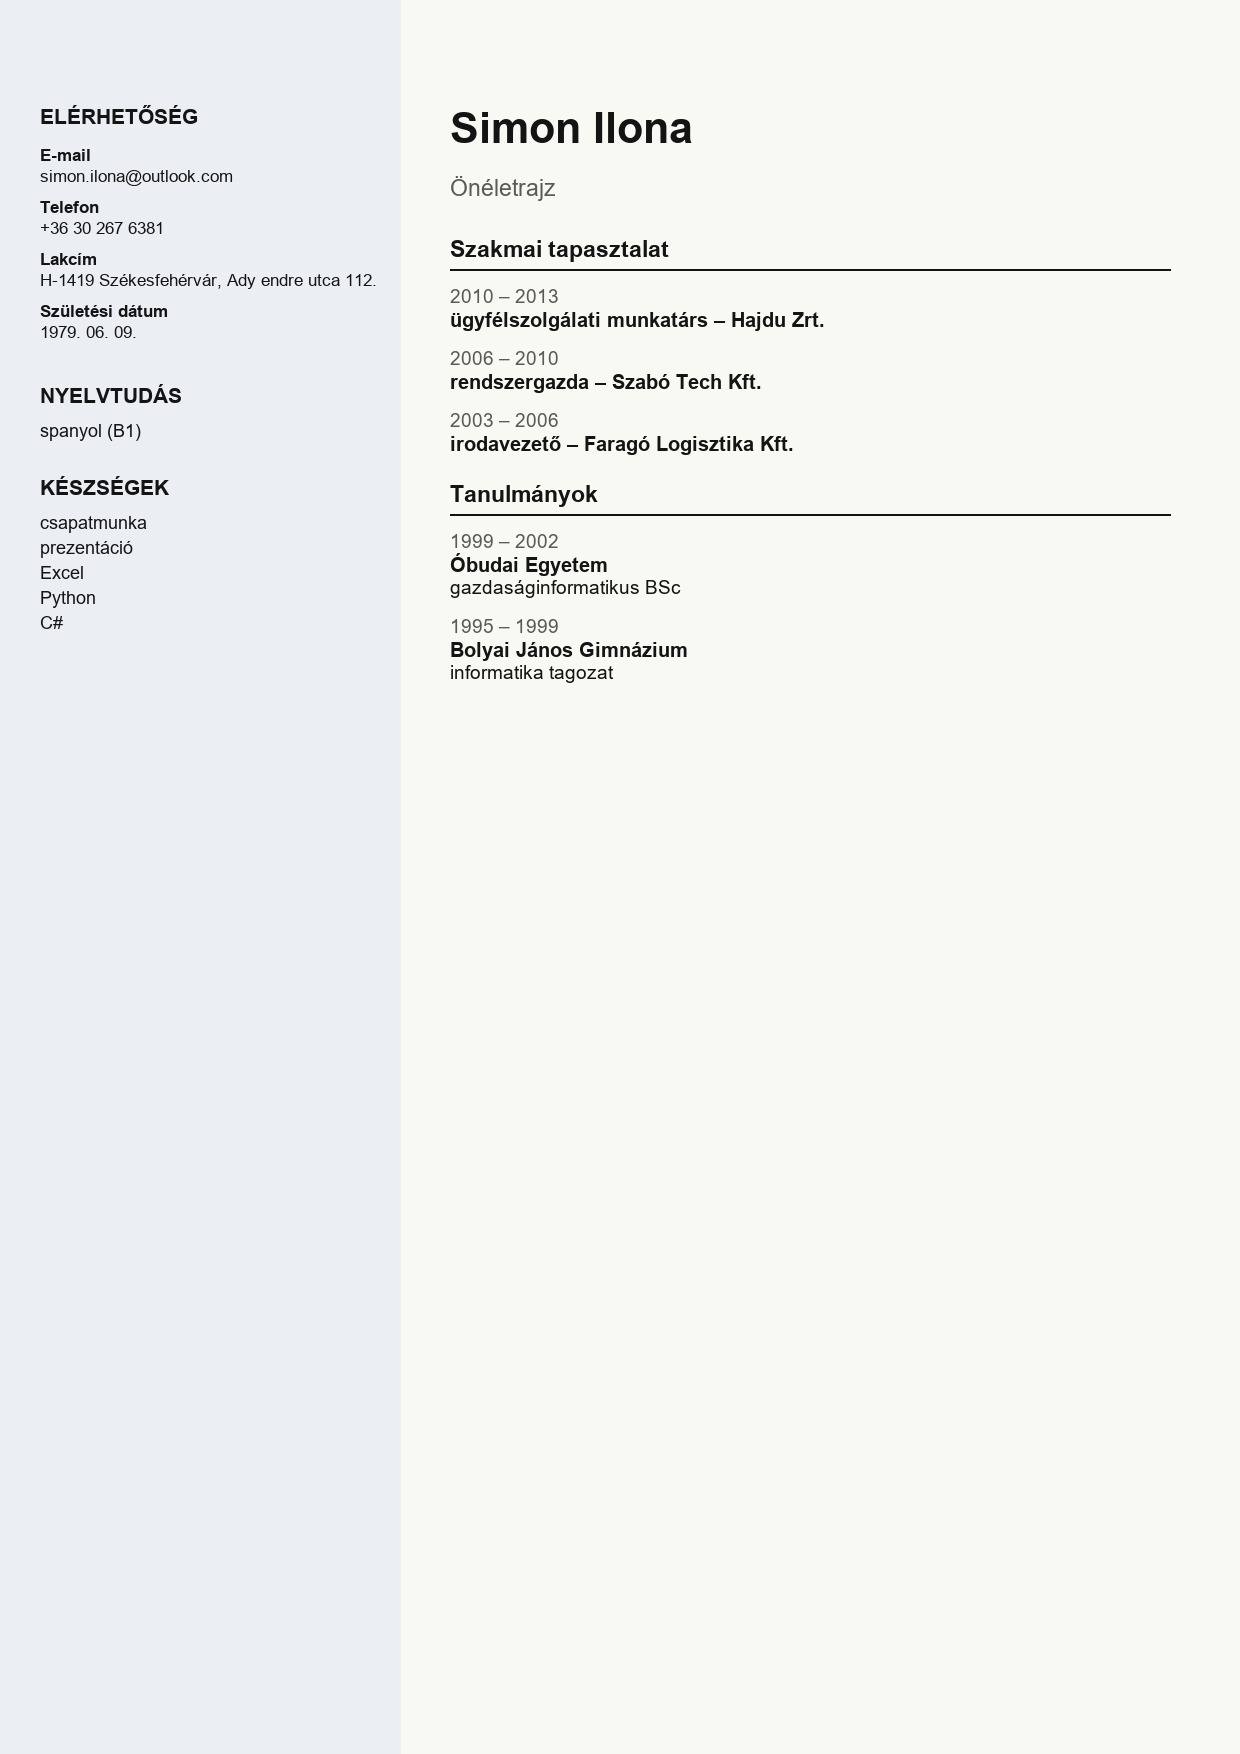 ELÉRHETŐSÉG
E-mail
simon.ilona@outlook.com
Telefon
+36 30 267 6381
Lakcím
H-1419 Székesfehérvár, Ady endre utca 112.
Születési dátum
1979. 06. 09.
NYELVTUDÁS
spanyol (B1)
KÉSZSÉGEK
csapatmunka
prezentáció
Excel
Python
C#
Simon Ilona
Önéletrajz
Szakmai tapasztalat
2010 – 2013
ügyfélszolgálati munkatárs – Hajdu Zrt.
2006 – 2010
rendszergazda – Szabó Tech Kft.
2003 – 2006
irodavezető – Faragó Logisztika Kft.
Tanulmányok
1999 – 2002
Óbudai Egyetem
gazdaságinformatikus BSc
1995 – 1999
Bolyai János Gimnázium
informatika tagozat